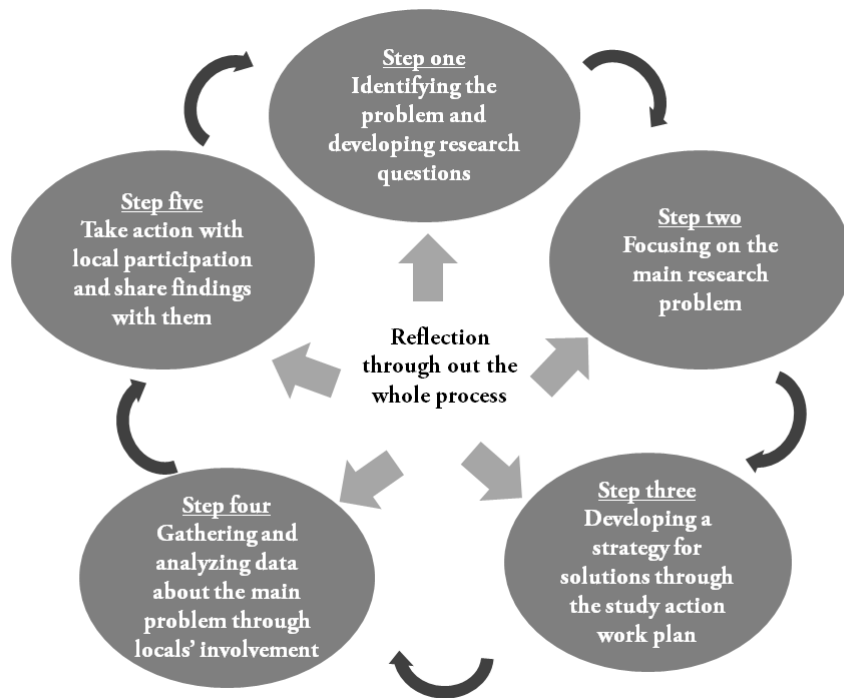 Step one
Identifying the
problem and
developing research
questions
Step two
Focusing on the
main research
problem
Step three
Developing a
strategy for
solutions through
the study action
work plan
Step four
Gathering and
analyzing data
about the main
problem through
locals’ involvement
Step five
Take action with
local participation
and share findings
with them
Reflection
through out the
whole process